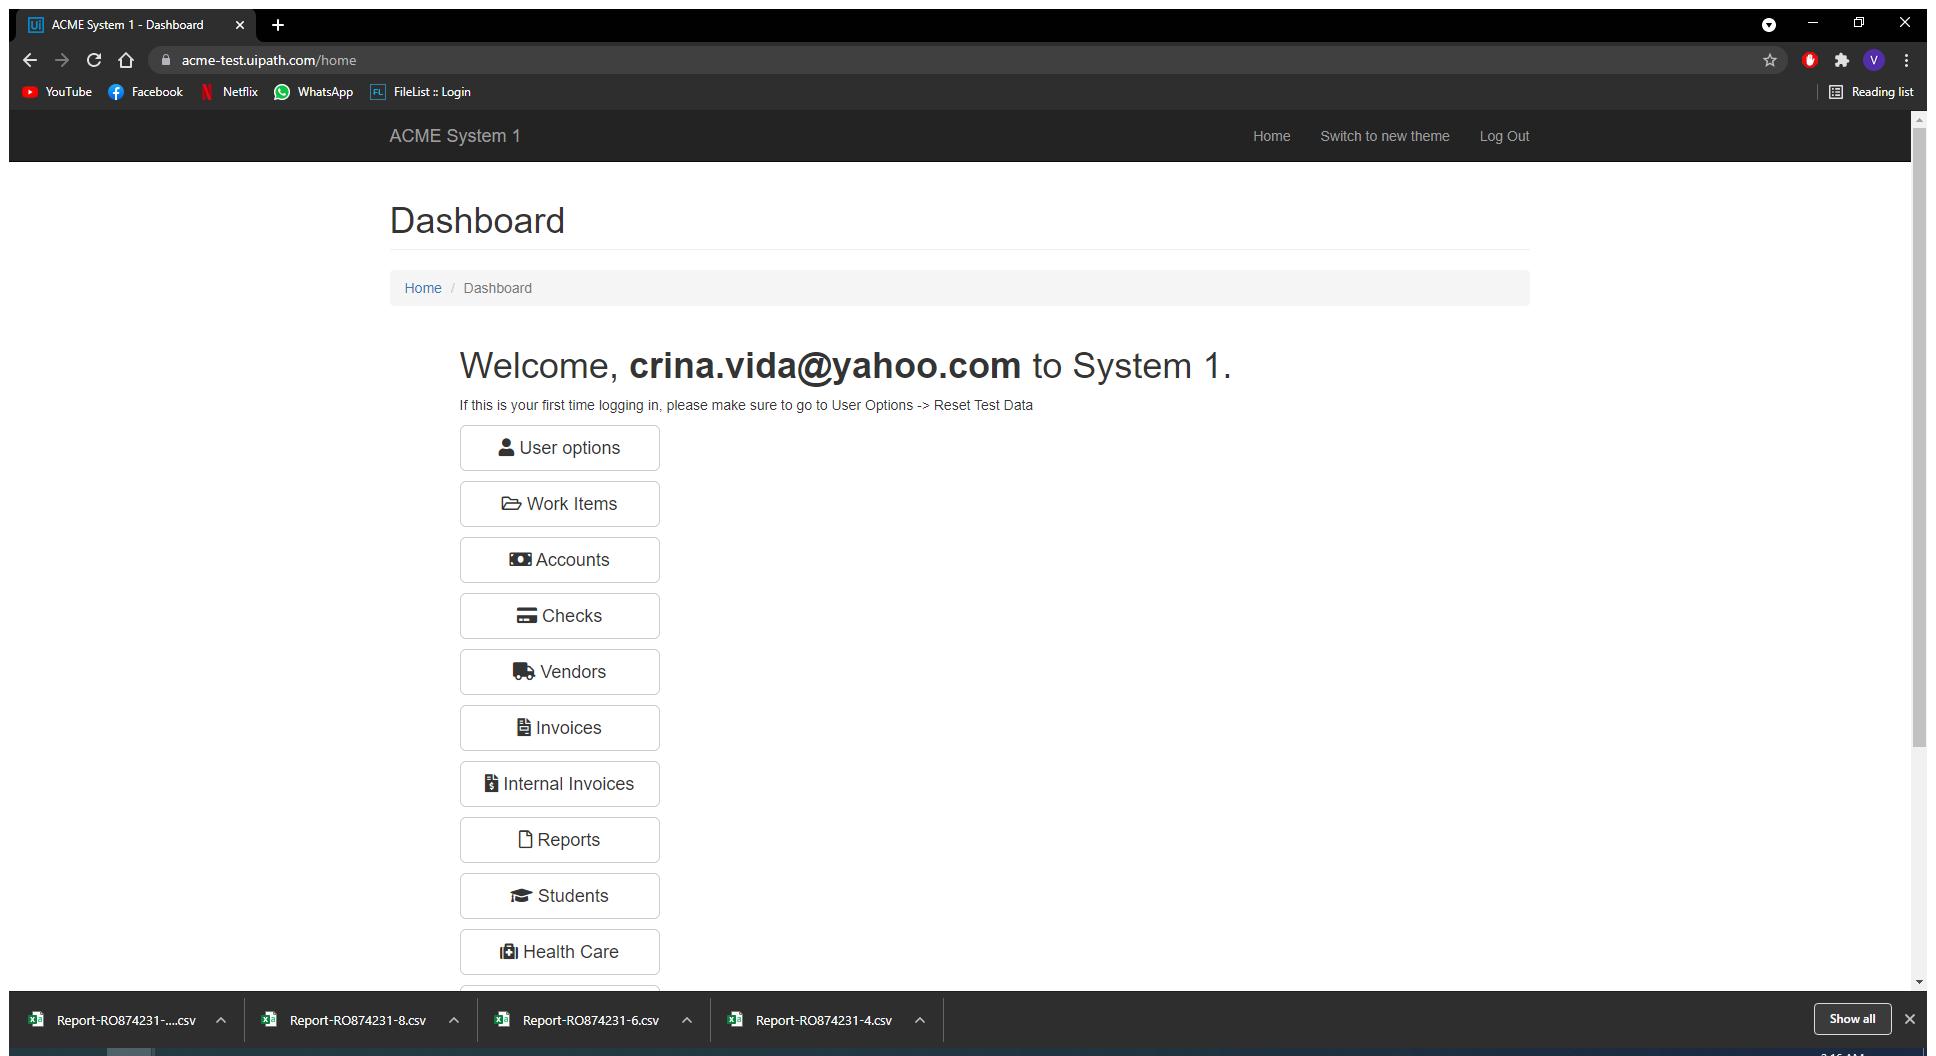 ACME System 1 - Dashboard
acme-test.uipath.com/home
V
YouTube Facebook Netflix WhatsApp FL FileList :: Login Reading list
ACME System 1 Home Switch to new theme Log Out
Dashboard
Home / Dashboard
Welcome, crina.vida@yahoo.com to System 1.
If this is your first time logging in, please make sure to go to User Options -> Reset Test Data
User options
Work Items
Accounts
Checks
Vendors
Invoices
Internal Invoices
Reports
Students
Health Care
Report-RO874231-....csv Report-RO874231-8.csv Report-RO874231-6.csv Report-RO874231-4.csv Show all